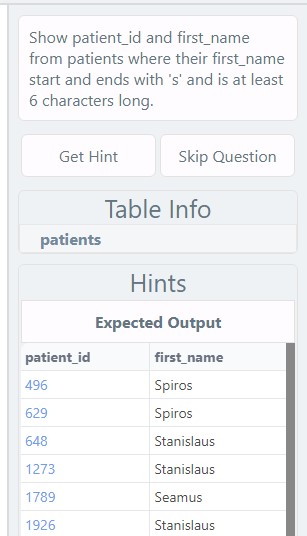 Show patient_id and first_name
from patients where their first_name
start and ends with 's' and is at least
6 characters long.
Get Hint Skip Question
Table Info
patients
Hints
Expected Output
patient_id first_name
496 Spiros
629 Spiros
648 Stanislaus
1273 Stanislaus
1789 Seamus
1926 Stanislaus